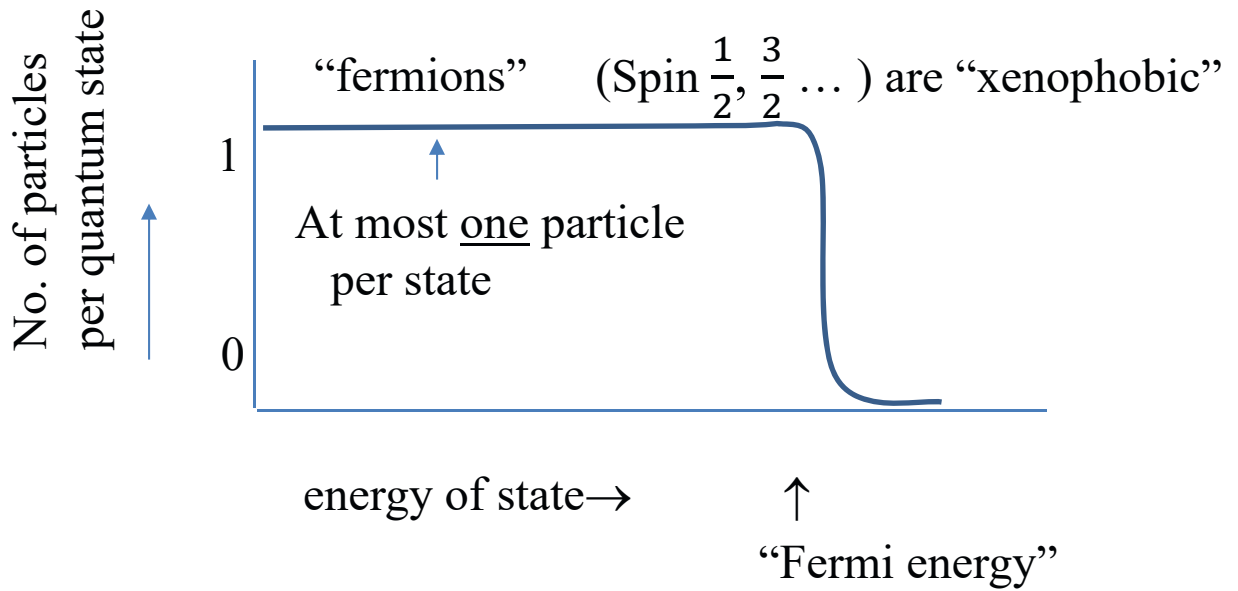 No. of particles
per quantum state
“fermions” (Spin 1/2, 3/2 … ) are “xenophobic”
1
At most one particle
per state
0
energy of state→ ↑
“Fermi energy”